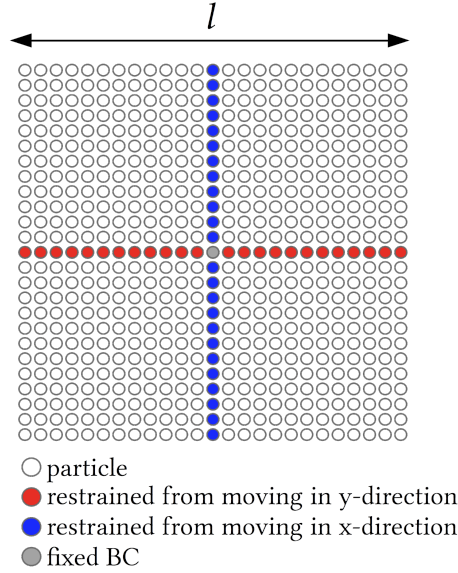 l
particle
restrained from moving in y-direction
restrained from moving in x-direction
fixed BC